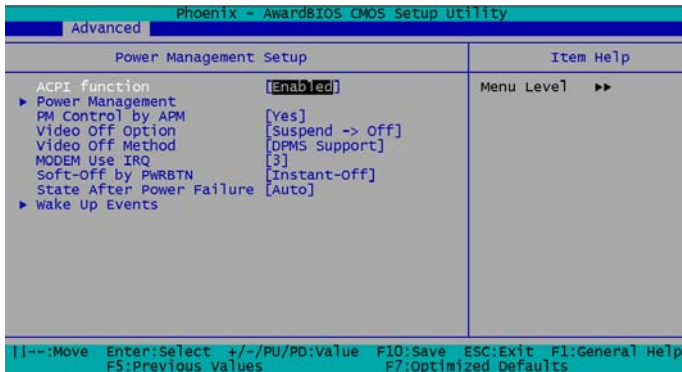 Phoenix - AwardBIOS CMOS Setup Utility
Advanced
Power Management Setup
Item Help
ACPI function [Enabled]
Menu Level ►►
► Power Management
PM Control by APM [Yes]
Video Off Option [Suspend -> Off]
Video Off Method [DPMS Support]
MODEM Use IRQ [3]
Soft-Off by PWRBTN [Instant-Off]
State After Power Failure [Auto]
► Wake Up Events
||--:Move Enter:Select +/-/PU/PD:Value F10:Save ESC:Exit F1:General Help
F5:Previous Values F7:Optimized Defaults